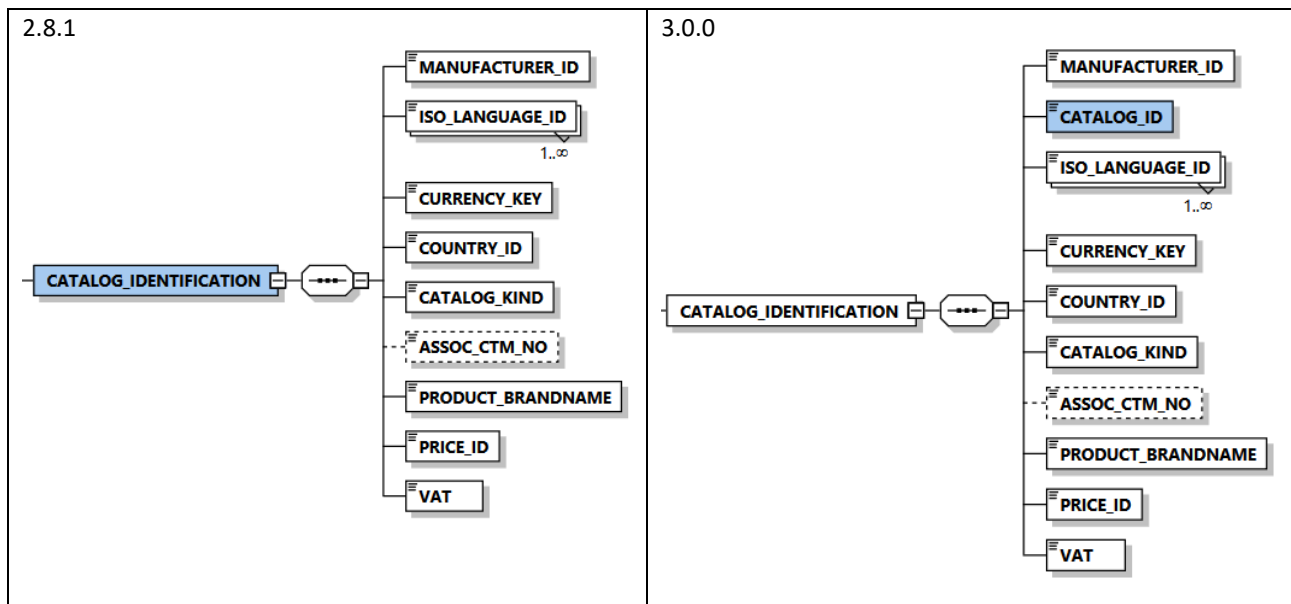 2.8.1
MANUFACTURER_ID
ISO_LANGUAGE_ID
1..∞
CURRENCY_KEY
COUNTRY_ID
CATALOG_IDENTIFICATION
CATALOG_KIND
ASSOC_CTM_NO
PRODUCT_BRANDNAME
PRICE_ID
VAT
3.0.0
MANUFACTURER_ID
CATALOG_ID
ISO_LANGUAGE_ID
1..∞
CURRENCY_KEY
COUNTRY_ID
CATALOG_IDENTIFICATION
CATALOG_KIND
ASSOC_CTM_NO
PRODUCT_BRANDNAME
PRICE_ID
VAT